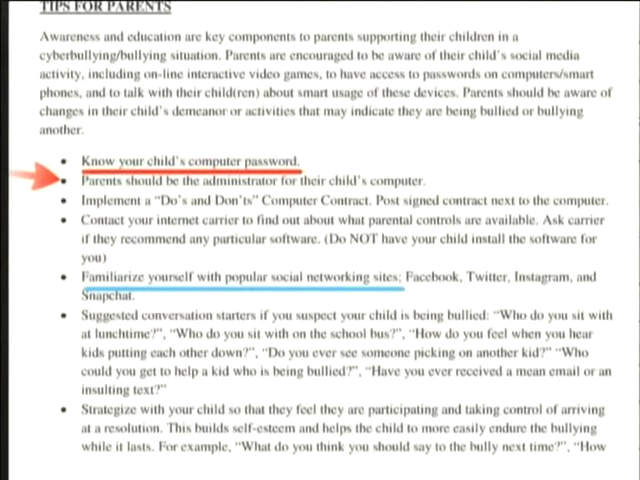 TIPS FOR PARENTS
Awareness and education are key components to parents supporting their children in a
cyberbullying/bullying situation. Parents are encouraged to be aware of their child's social media
activity, including on-line interactive video games, to have access to passwords on computers/smart
phones, and to talk with their child(ren) about smart usage of these devices. Parents should be aware of
changes in their child's demeanor or activities that may indicate they are being bullied or bullying
another.
• Know your child's computer password.
• Parents should be the administrator for their child's computer.
• Implement a "Do's and Don'ts" Computer Contract. Post signed contract next to the computer.
• Contact your internet carrier to find out about what parental controls are available. Ask carrier
if they recommend any particular software. (Do NOT have your child install the software for
you)
• Familiarize yourself with popular social networking sites; Facebook, Twitter, Instagram, and
Snapchat.
• Suggested conversation starters if you suspect your child is being bullied: "Who do you sit with
at lunchtime?", "Who do you sit with on the school bus?", "How do you feel when you hear
kids putting each other down?", "Do you ever see someone picking on another kid?" "Who
could you get to help a kid who is being bullied?", "Have you ever received a mean email or an
insulting text?"
• Strategize with your child so that they feel they are participating and taking control of arriving
at a resolution. This builds self-esteem and helps the child to more easily endure the bullying
while it lasts. For example, "What do you think you should say to the bully next time?", "How